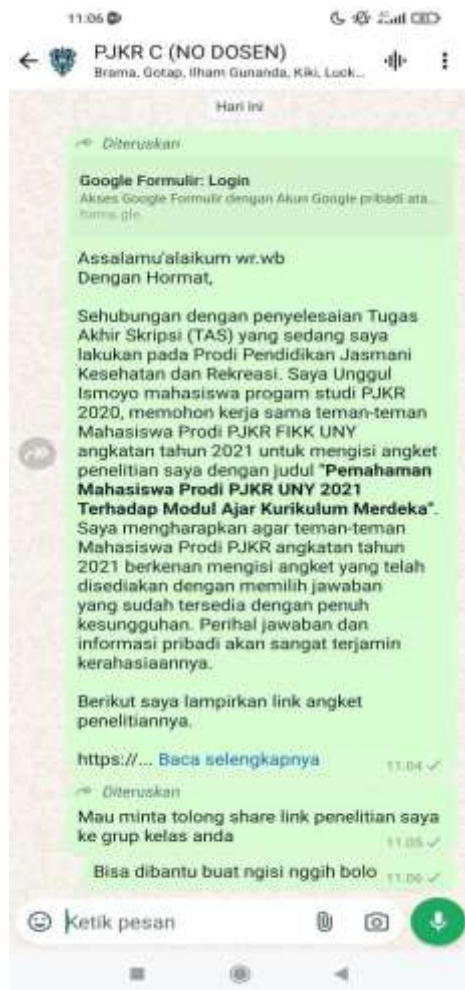 11.06
PJKR C (NO DOSEN)
Brama, Gotap, Ilham Gunanda, Kiki, Luck...
Hari ini
Diteruskan
Google Formulir: Login
Akses Google Formulir dengan Akun Google pribadi ata...
forms.gle
Assalamu'alaikum wr.wb
Dengan Hormat,
Sehubungan dengan penyelesaian Tugas
Akhir Skripsi (TAS) yang sedang saya
lakukan pada Prodi Pendidikan Jasmani
Kesehatan dan Rekreasi. Saya Unggul
Ismoyo mahasiswa progam studi PJKR
2020, memohon kerja sama teman-teman
Mahasiswa Prodi PJKR FIKK UNY
angkatan tahun 2021 untuk mengisi angket
penelitian saya dengan judul "Pemahaman
Mahasiswa Prodi PJKR UNY 2021
Terhadap Modul Ajar Kurikulum Merdeka".
Saya mengharapkan agar teman-teman
Mahasiswa Prodi PJKR angkatan tahun
2021 berkenan mengisi angket yang telah
disediakan dengan memilih jawaban
yang sudah tersedia dengan penuh
kesungguhan. Perihal jawaban dan
informasi pribadi akan sangat terjamin
kerahasiaannya.
Berikut saya lampirkan link angket
penelitiannya.
https://... Baca selengkapnya 11.04
Diteruskan
Mau minta tolong share link penelitian saya
ke grup kelas anda 11.05
Bisa dibantu buat ngisi nggih bolo 11.06
Ketik pesan